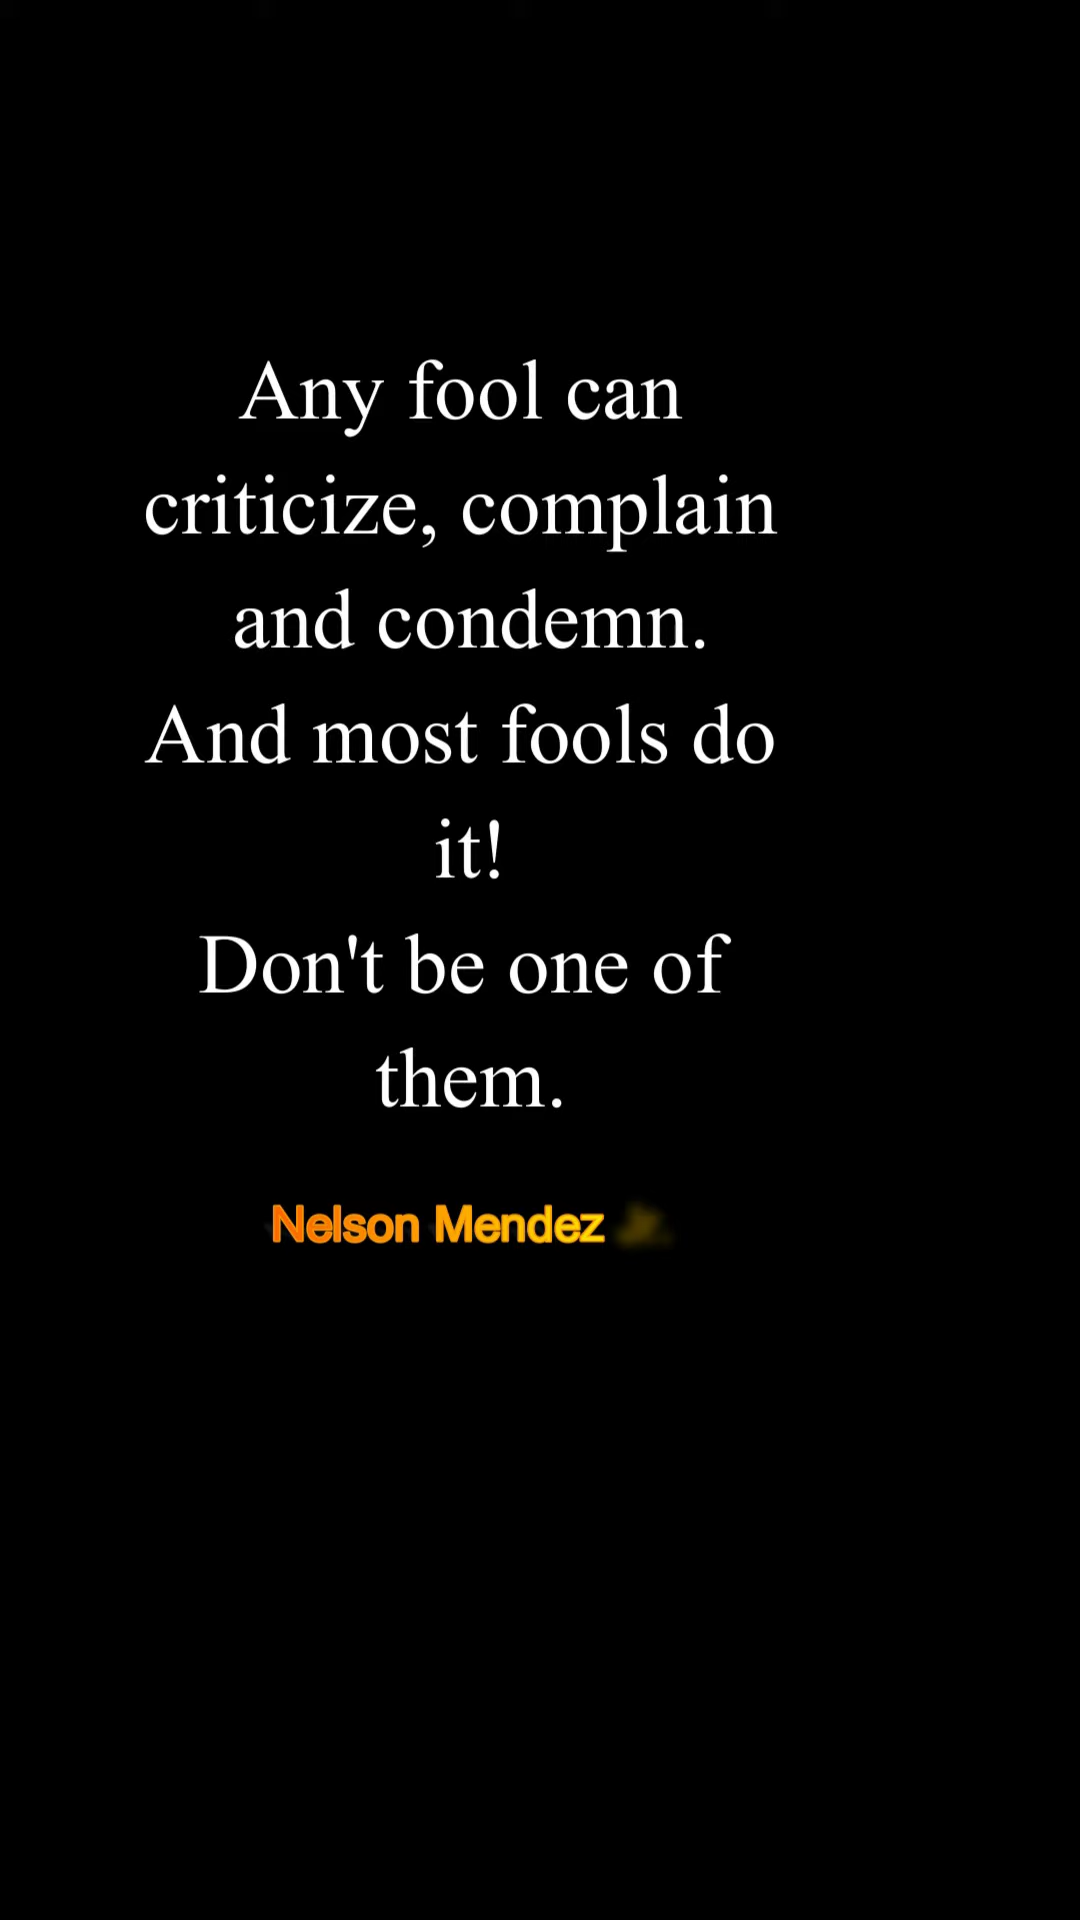 Any fool can
criticize, complain
and condemn.
And most fools do
it!
Don't be one of
them.
Nelson Mendez Jr.